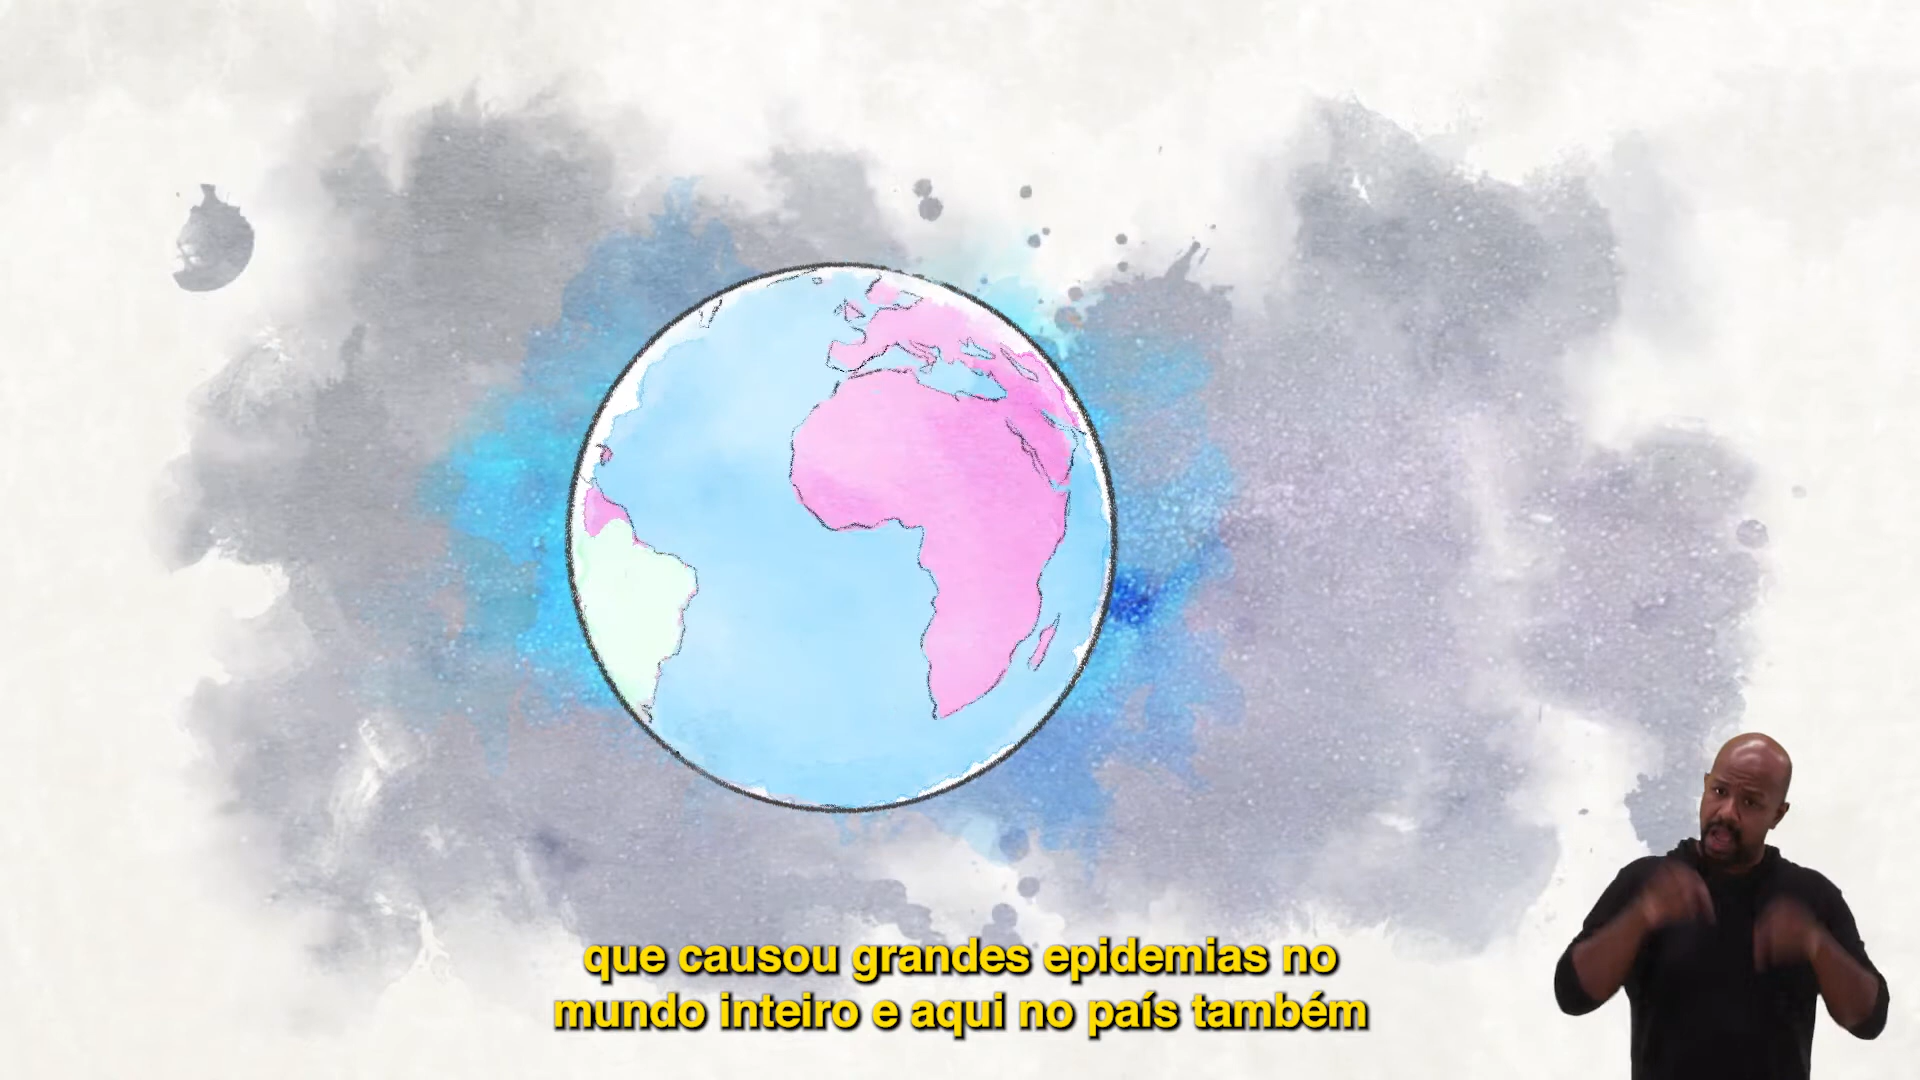 que causou grandes epidemias no
mundo inteiro e aqui no país também